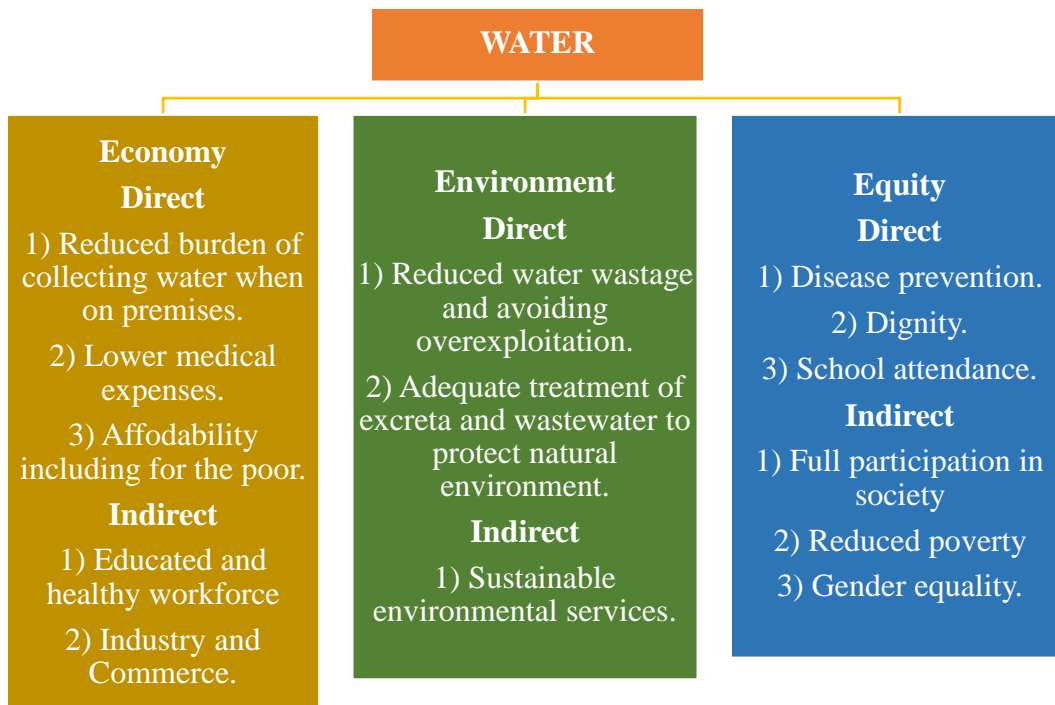 WATER
Economy
Direct
1) Reduced burden of
collecting water when
on premises.
2) Lower medical
expenses.
3) Affodability
including for the poor.
Indirect
1) Educated and
healthy workforce
2) Industry and
Commerce.
Environment
Direct
1) Reduced water wastage
and avoiding
overexploitation.
2) Adequate treatment of
excreta and wastewater to
protect natural
environment.
Indirect
1) Sustainable
environmental services.
Equity
Direct
1) Disease prevention.
2) Dignity.
3) School attendance.
Indirect
1) Full participation in
society
2) Reduced poverty
3) Gender equality.